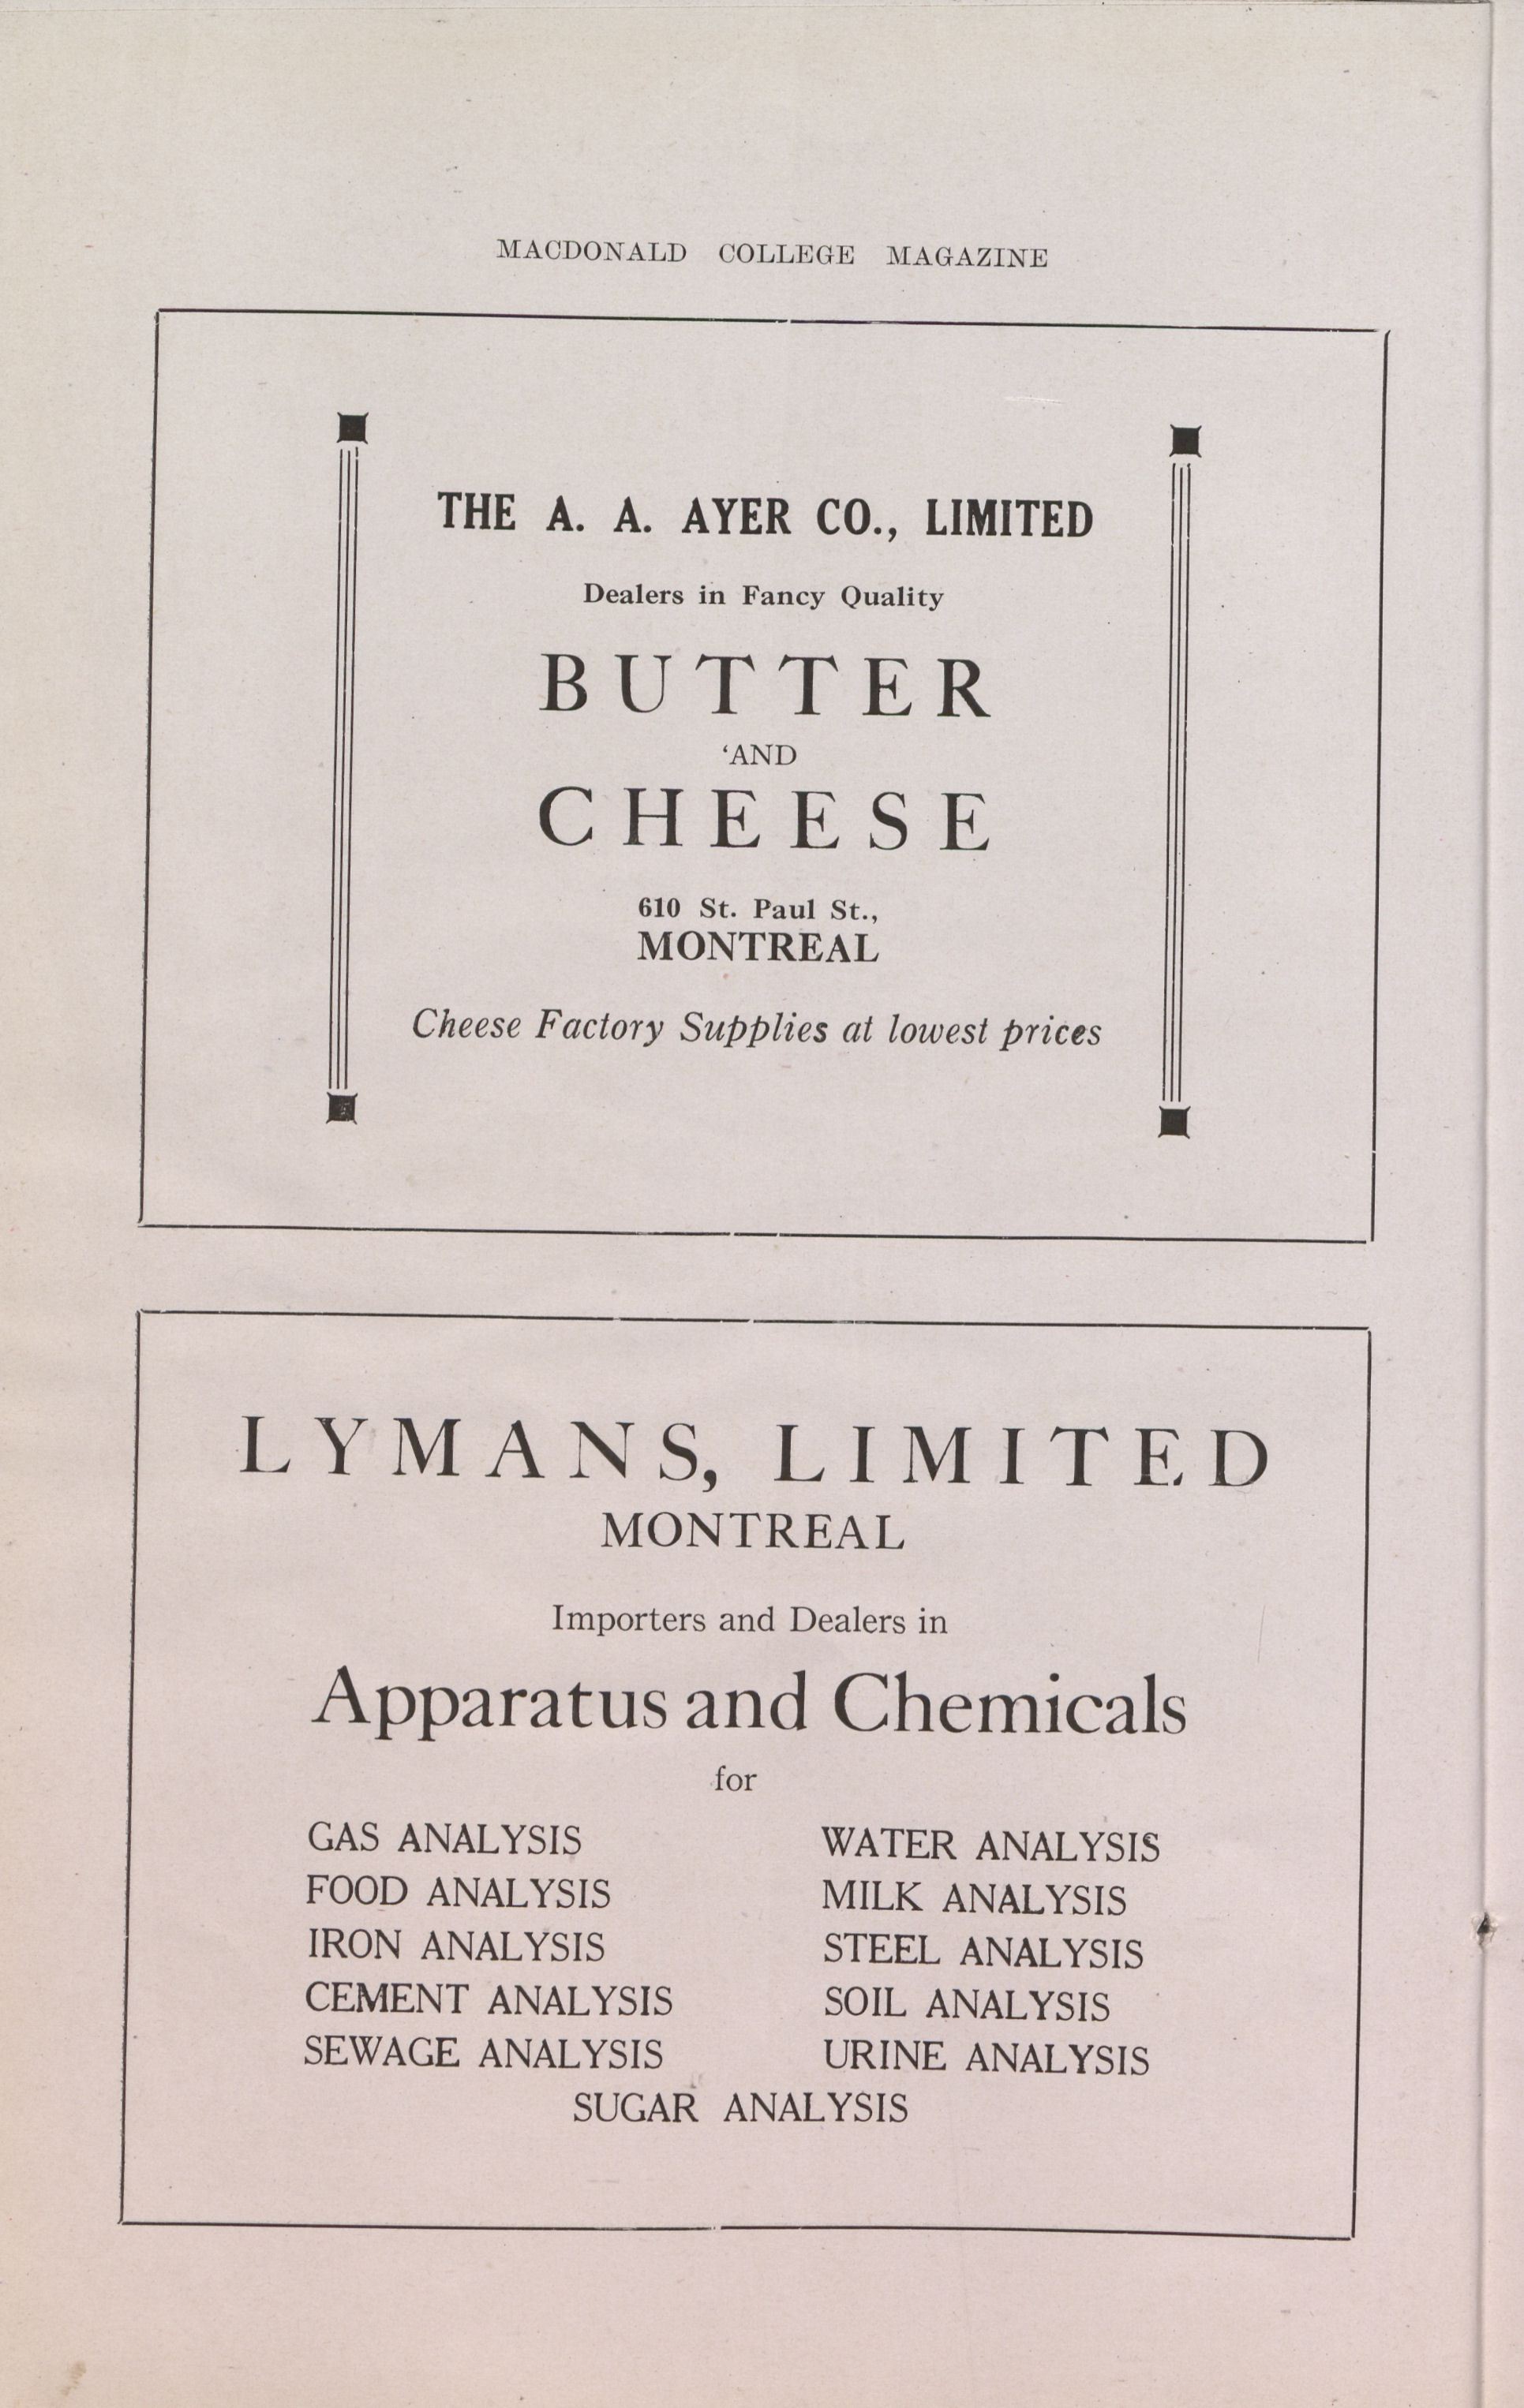 MACDONALD COLLEGE MAGAZINE
THE A. A. AYER CO., LIMITED
Dealers in Fancy Quality
BUTTER
'AND
CHEESE
610 St. Paul St.,
MONTREAL
Cheese Factory Supplies at lowest prices
LYMANS, LIMITED
MONTREAL
Importers and Dealers in
Apparatus and Chemicals
for
GAS ANALYSIS WATER ANALYSIS
FOOD ANALYSIS MILK ANALYSIS
IRON ANALYSIS STEEL ANALYSIS
CEMENT ANALYSIS SOIL ANALYSIS
SEWAGE ANALYSIS URINE ANALYSIS
SUGAR ANALYSIS